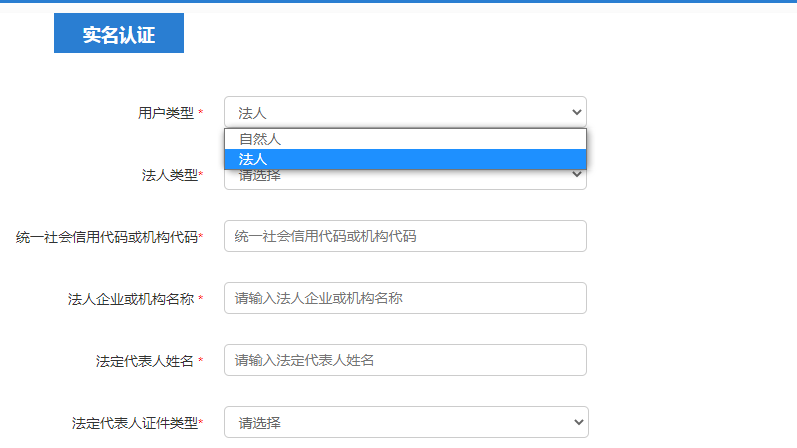 实名认证
用户类型 *
法人
自然人
法人
法人类型*
请选择
统一社会信用代码或机构代码*
统一社会信用代码或机构代码
法人企业或机构名称 *
请输入法人企业或机构名称
法定代表人姓名 *
请输入法定代表人姓名
法定代表人证件类型*
请选择